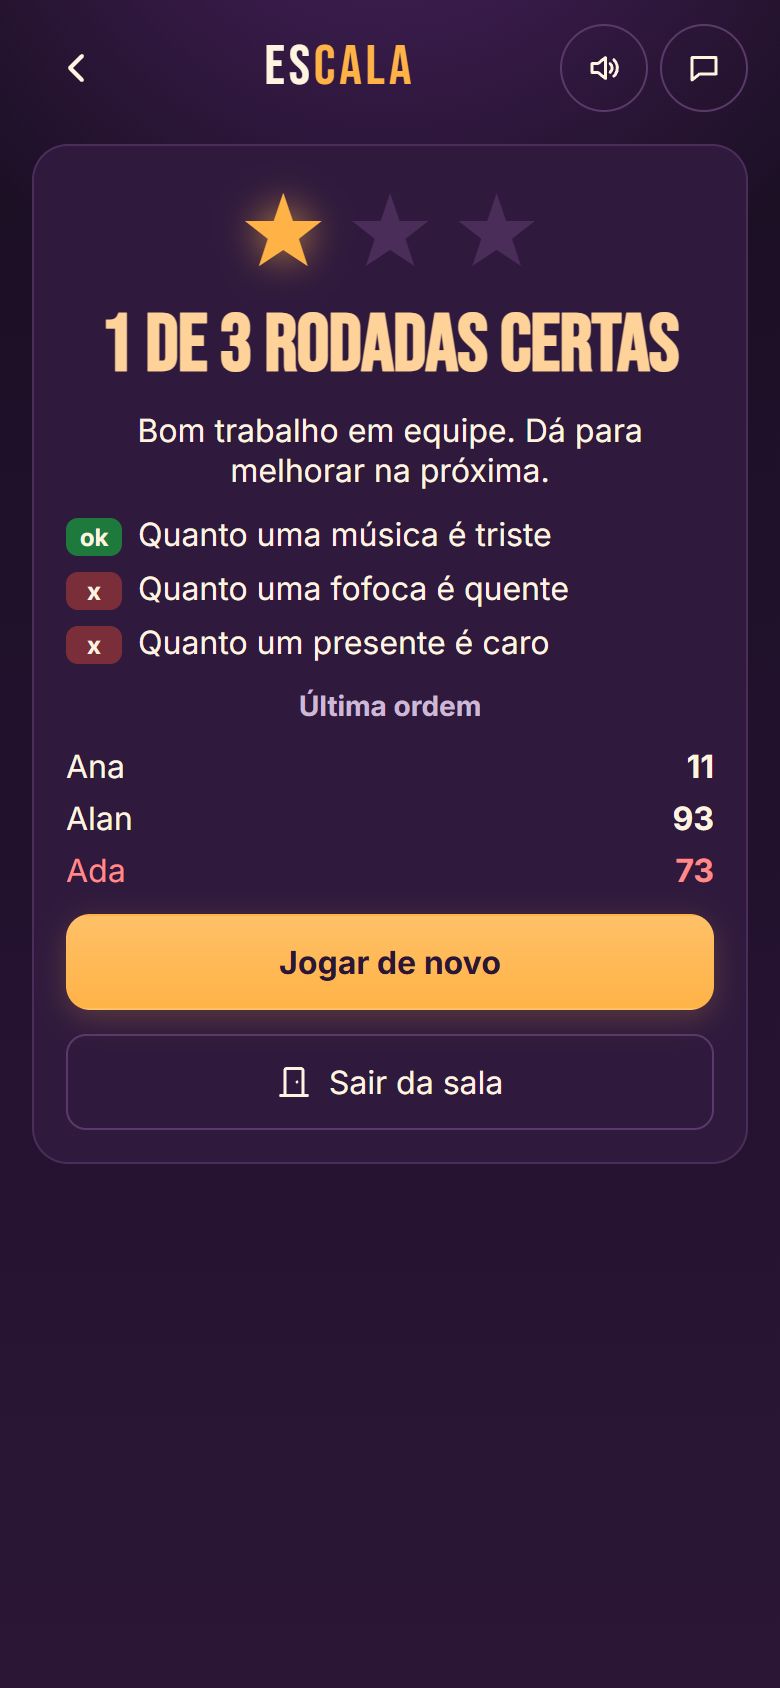 ESCALA
1 DE 3 RODADAS CERTAS
Bom trabalho em equipe. Dá para
melhorar na próxima.
ok Quanto uma música é triste
x Quanto uma fofoca é quente
x Quanto um presente é caro
Última ordem
Ana 11
Alan 93
Ada 73
Jogar de novo
Sair da sala